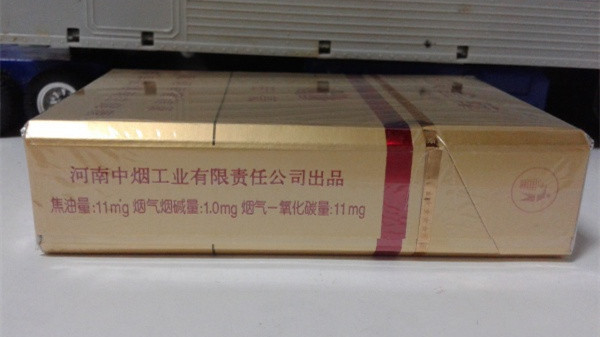 河南中烟工业有限责任公司出品
焦油量:11mg 烟气烟碱量:1.0mg 烟气一氧化碳量:11mg